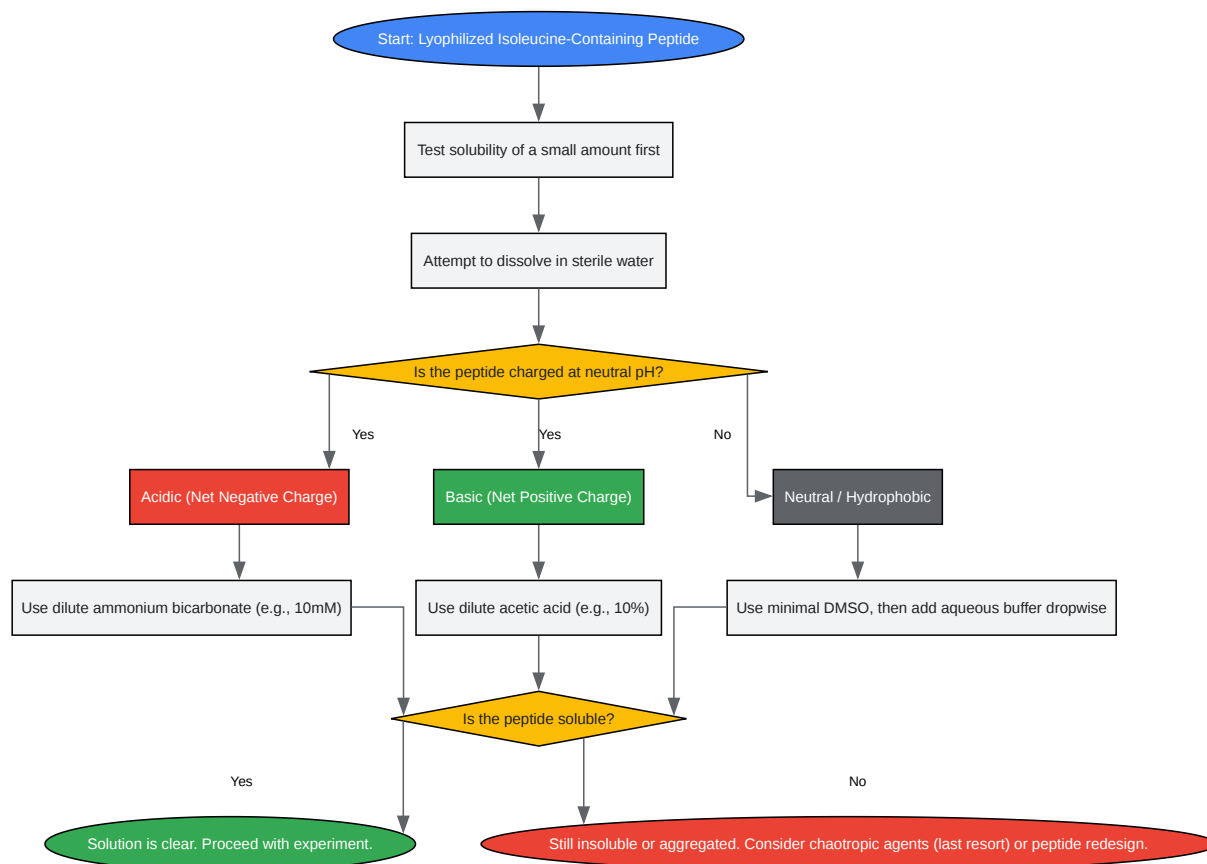 Start: Lyophilized Isoleucine-Containing Peptide
Test solubility of a small amount first
Attempt to dissolve in sterile water
Is the peptide charged at neutral pH?
Yes
Yes
No
Acidic (Net Negative Charge)
Basic (Net Positive Charge)
Neutral / Hydrophobic
Use dilute ammonium bicarbonate (e.g., 10mM)
Use dilute acetic acid (e.g., 10%)
Use minimal DMSO, then add aqueous buffer dropwise
Is the peptide soluble?
Yes
No
Solution is clear. Proceed with experiment.
Still insoluble or aggregated. Consider chaotropic agents (last resort) or peptide redesign.